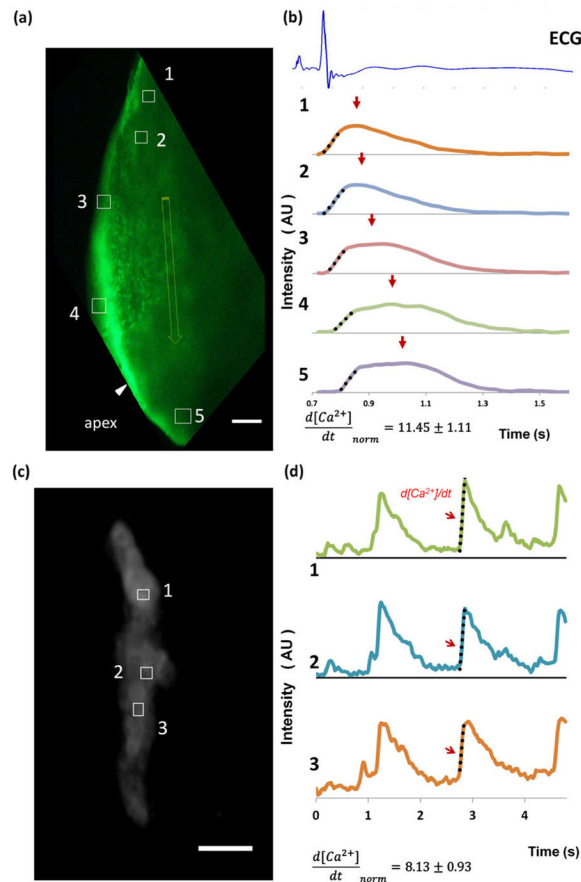 (a)
1
2
3
4
5
apex
(b)
ECG
1
2
3
4
5
Intensity ( AU )
0.7 0.9 1.1 1.3 1.5
Time (s)
d[Ca²⁺]/dt norm = 11.45 ± 1.11
(c)
1
2
3
(d)
d[Ca²⁺]/dt
1
2
3
Intensity ( AU )
0 1 2 3 4
Time (s)
d[Ca²⁺]/dt norm = 8.13 ± 0.93